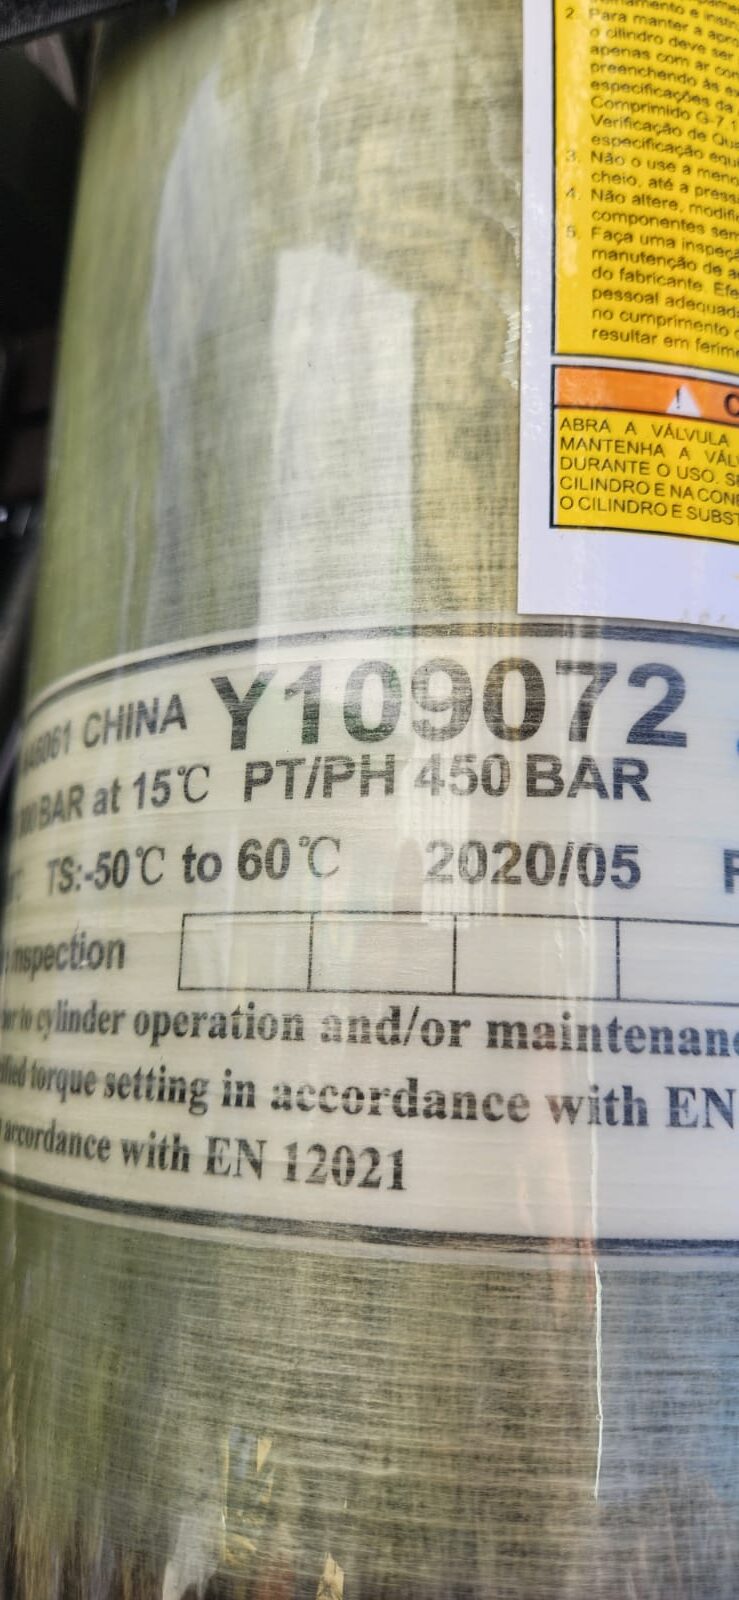 2. Para manter a
o cilindro deve ser
apenas com ar
preenchendo às
especificações da
Comprimido G-7.1
Verificação de
especificação
3. Não o use a
cheio, até a
4. Não altere,
componentes sem
5. Faça uma
manutenção de
do fabricante.
pessoal
no cumprimento
resultar em
!
ABRA A VÁLVULA
MANTENHA A
DURANTE O USO.
CILINDRO E NA
O CILINDRO E
CHINA Y109072
BAR at 15℃ PT/PH 450 BAR
TS:-50℃ to 60℃ 2020/05
inspection
to cylinder operation and/or
torque setting in accordance with EN
accordance with EN 12021